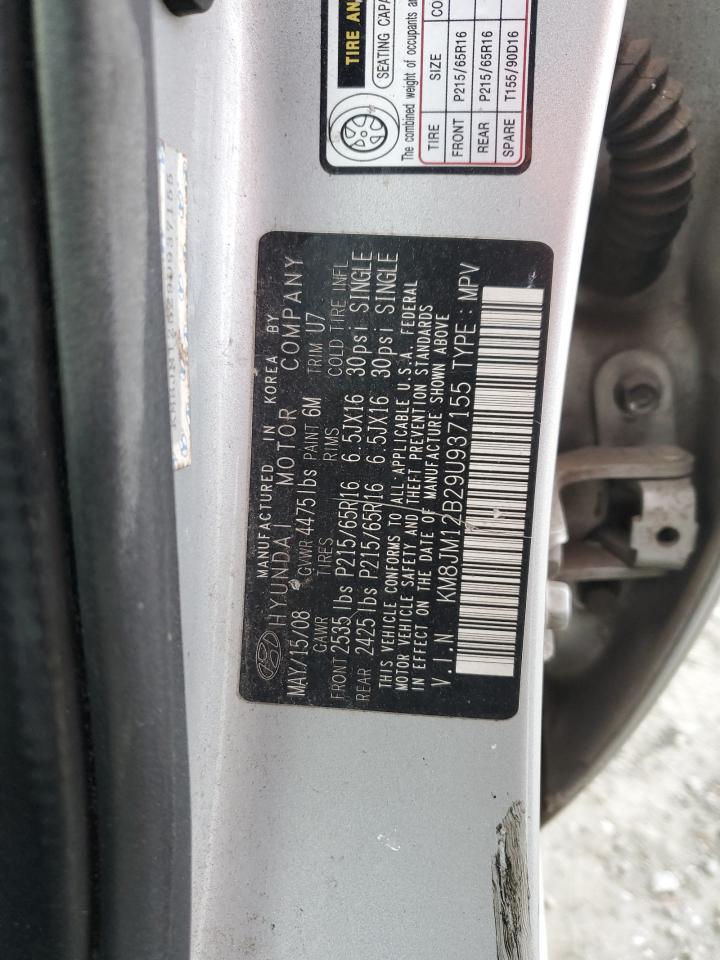 TIRE AN
SEATING CAPA
The combined weight of occupants an
TIRE SIZE CO
FRONT P215/65R16
REAR P215/65R16
SPARE T155/90D16
MANUFACTURED IN KOREA BY
HYUNDAI MOTOR COMPANY
MAY/15/08 GVWR 4475lbs PAINT 6M TRIM U7
GAWR TIRES RIMS COLD TIRE INFL
FRONT 2535lbs P215/65R16 6.5JX16 30psi SINGLE
REAR 2425lbs P215/65R16 6.5JX16 30psi SINGLE
THIS VEHICLE CONFORMS TO ALL APPLICABLE U.S.A. FEDERAL
MOTOR VEHICLE SAFETY AND THEFT PREVENTION STANDARDS
IN EFFECT ON THE DATE OF MANUFACTURE SHOWN ABOVE
V.I.N KM8JM12B29U937155 TYPE : MPV